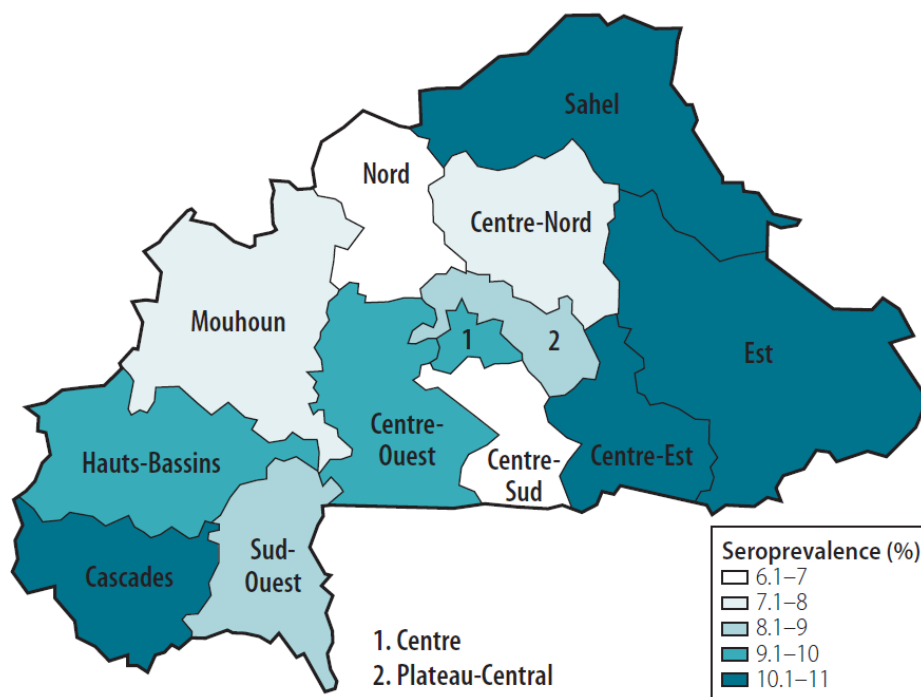 Sahel
Nord
Centre-Nord
Mouhoun
1
2
Est
Centre-
Ouest
Hauts-Bassins
Centre-
Sud
Centre-Est
Sud-
Ouest
Cascades
1. Centre
2. Plateau-Central
Seroprevalence (%)
6.1–7
7.1–8
8.1–9
9.1–10
10.1–11